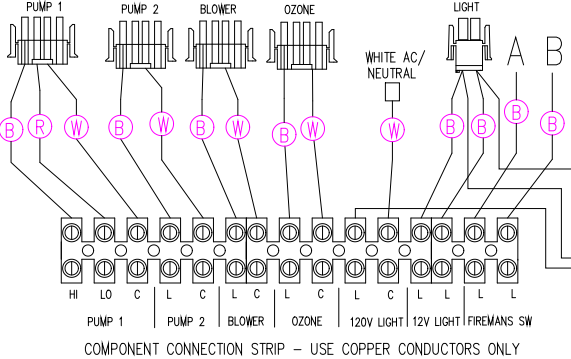 PUMP 1 PUMP 2 BLOWER OZONE LIGHT
WHITE AC/
NEUTRAL
A B
B R W B W B W B W W B B B B
HI LO C L C L C L C L C L L L L
PUMP 1 PUMP 2 BLOWER OZONE 120V LIGHT 12V LIGHT FIREMANS SW
COMPONENT CONNECTION STRIP – USE COPPER CONDUCTORS ONLY